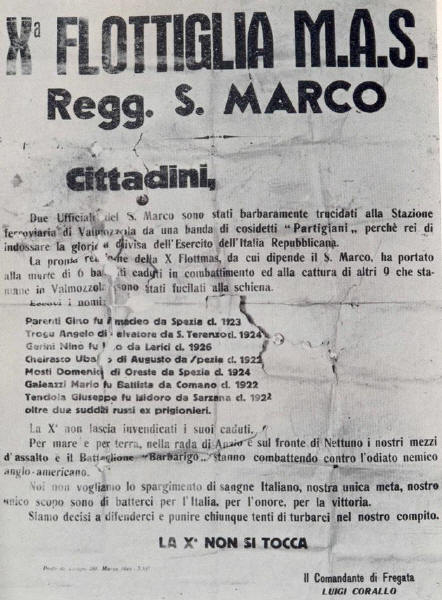 Xª FLOTTIGLIA M.A.S.
Regg. S. MARCO
Cittadini,
Due Ufficiali del S. Marco sono stati barbaramente trucidati alla Stazione
ferroviaria di Valmozzola da una banda di cosidetti "Partigiani„ perchè rei di
indossare la gloriosa divisa dell'Esercito dell'Italia Repubblicana.
La pronta reazione della X Flottmas, da cui dipende il S. Marco, ha portato
alla morte di 6 banditi caduti in combattimento ed alla cattura di altri 9 che sta-
mane in Valmozzola sono stati fucilati alla schiena.
Eccovi i nomi:
Parenti Gino fu Amedeo da Spezia cl. 1923
Trogu Angelo di Salvatore da S. Terenzo cl. 1924
Gerini Nino fu da Lerici cl. 1926
Cheirasco Ubaldo di Augusto da Spezia cl. 1922
Mosti Domenico di Oreste da Spezia cl. 1924
Galeazzi Mario fu Battista da Comano cl. 1922
Tendola Giuseppe fu Isidoro da Sarzana cl. 1922
oltre due sudditi russi ex prigionieri.
La Xª non lascia invendicati i suoi caduti.
Per mare e per terra, nella rada di Anzio e sul fronte di Nettuno i nostri mezzi
d'assalto e il Battaglione "Barbarigo„ stanno combattendo contro l'odiato nemico
anglo-americano.
Noi non vogliamo lo spargimento di sangue Italiano, nostra unica meta, nostro
unico scopo sono di batterci per l'Italia, per l'onore, per la vittoria.
Siamo decisi a difenderci e punire chiunque tenti di turbarci nel nostro compito.
LA Xª NON SI TOCCA
Il Comandante di Fregata
LUIGI CORALLO